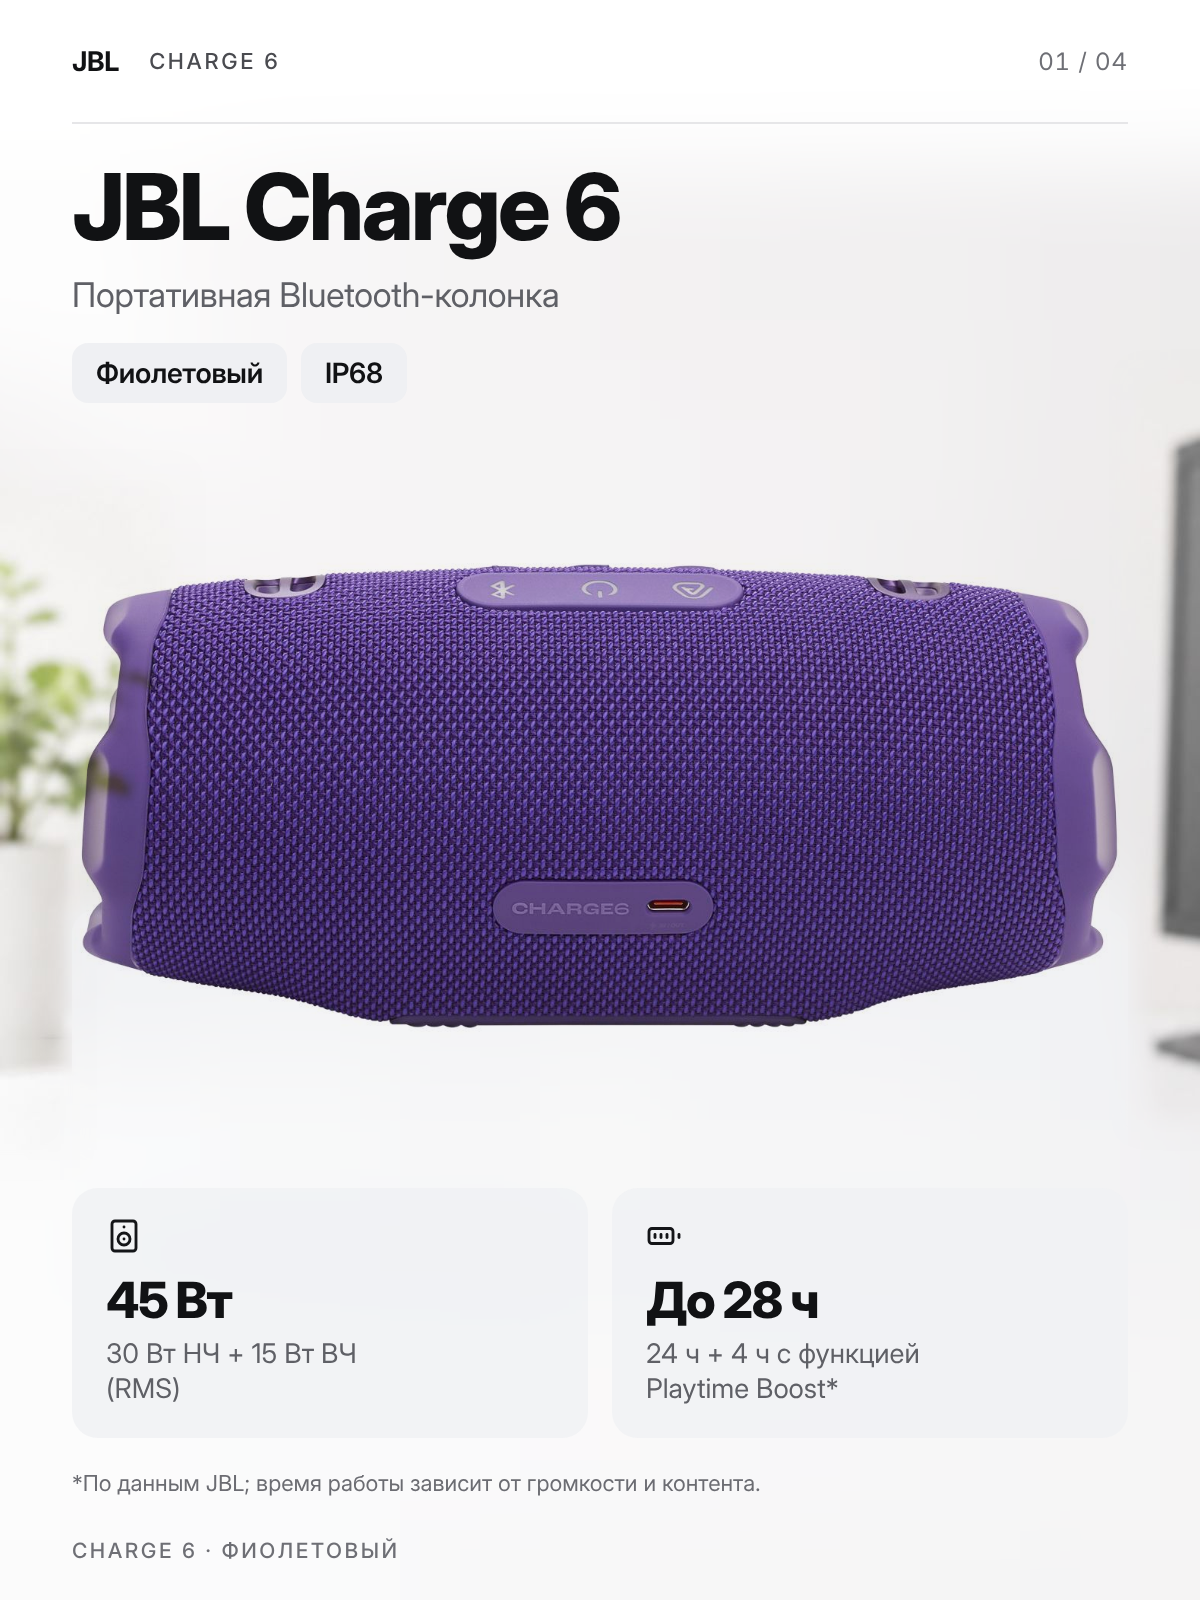 JBL CHARGE 6 01 / 04
JBL Charge 6
Портативная Bluetooth-колонка
Фиолетовый IP68
CHARGE6
45 Вт
30 Вт НЧ + 15 Вт ВЧ
(RMS)
До 28 ч
24 ч + 4 ч с функцией
Playtime Boost*
*По данным JBL; время работы зависит от громкости и контента.
CHARGE 6 · ФИОЛЕТОВЫЙ